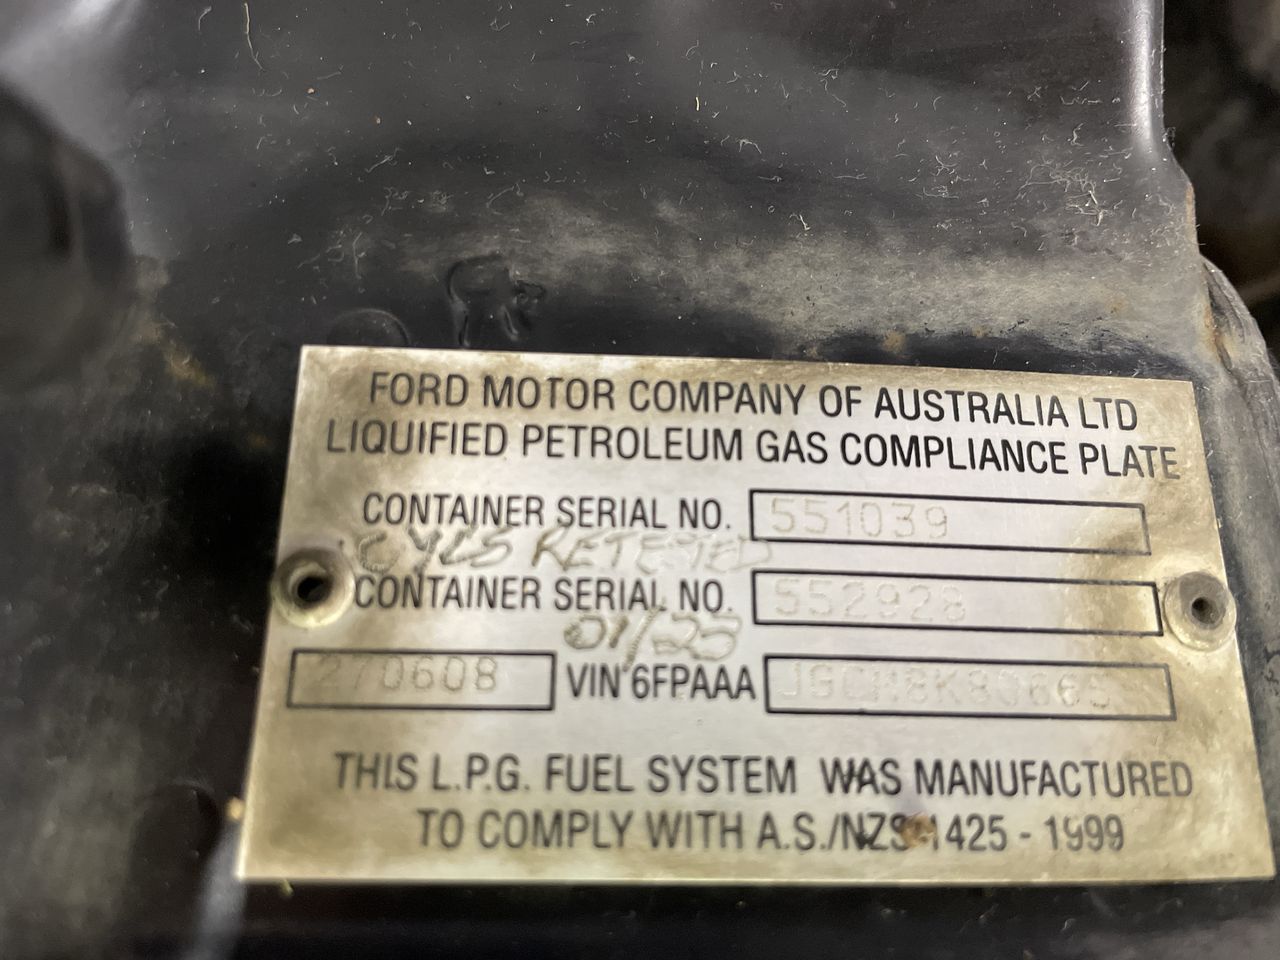 FORD MOTOR COMPANY OF AUSTRALIA LTD
LIQUIFIED PETROLEUM GAS COMPLIANCE PLATE
CONTAINER SERIAL NO. 551039
CYLS RETETED
CONTAINER SERIAL NO. 552928
01/23
270608 VIN 6FPAAA
THIS L.P.G. FUEL SYSTEM WAS MANUFACTURED
TO COMPLY WITH A.S./NZS 1425 - 1999